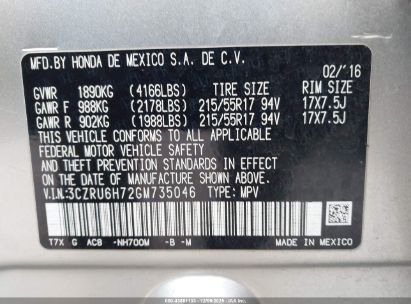 MFD.BY HONDA DE MEXICO S.A. DE C.V.
02/'16
GVWR 1890KG (4166LBS) TIRE SIZE RIM SIZE
GAWR F 988KG (2178LBS) 215/55R17 94V 17X7.5J
GAWR R 902KG (1988LBS) 215/55R17 94V 17X7.5J
THIS VEHICLE CONFORMS TO ALL APPLICABLE
FEDERAL MOTOR VEHICLE SAFETY STANDARDS IN EFFECT
ON THE DATE OF MANUFACTURE SHOWN ABOVE.
V.I.N:3CZRU6H72GM735046 TYPE: MPV
T7X G AC8 -NH700M -B -M
MADE IN MEXICO